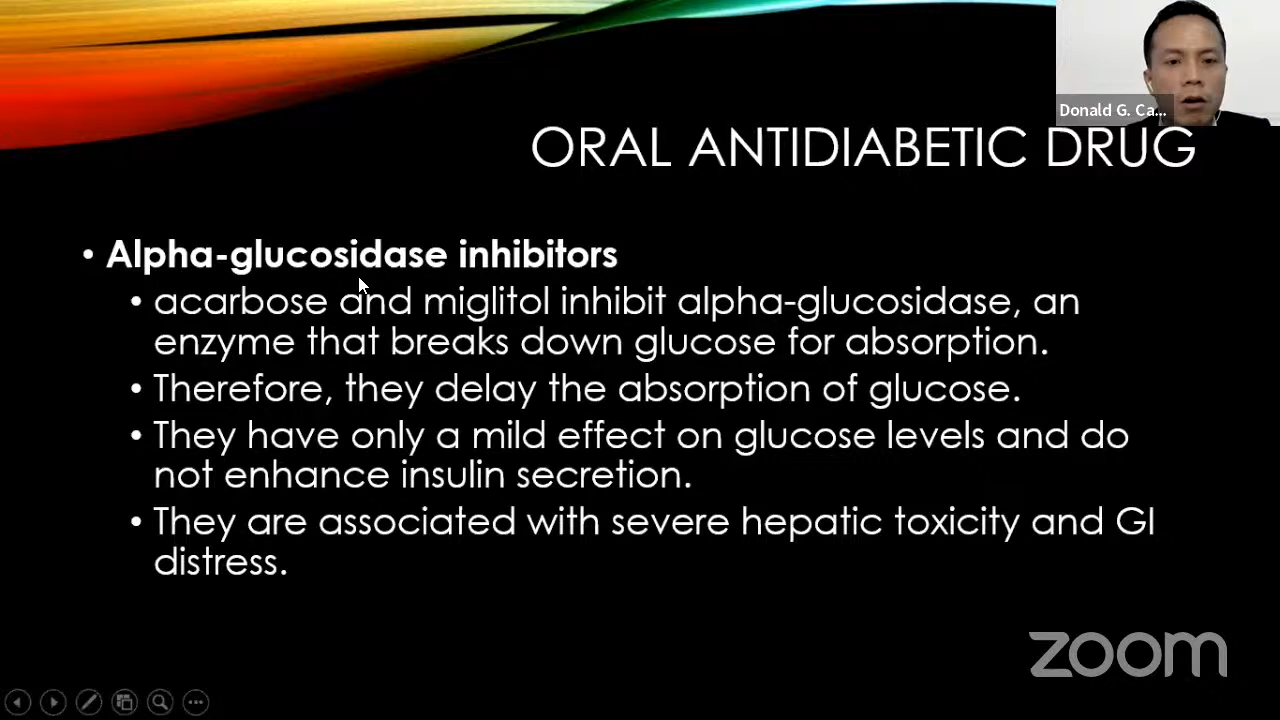 Donald G. Ca...
ORAL ANTIDIABETIC DRUG
• Alpha-glucosidase inhibitors
• acarbose and miglitol inhibit alpha-glucosidase, an
enzyme that breaks down glucose for absorption.
• Therefore, they delay the absorption of glucose.
• They have only a mild effect on glucose levels and do
not enhance insulin secretion.
• They are associated with severe hepatic toxicity and GI
distress.
zoom